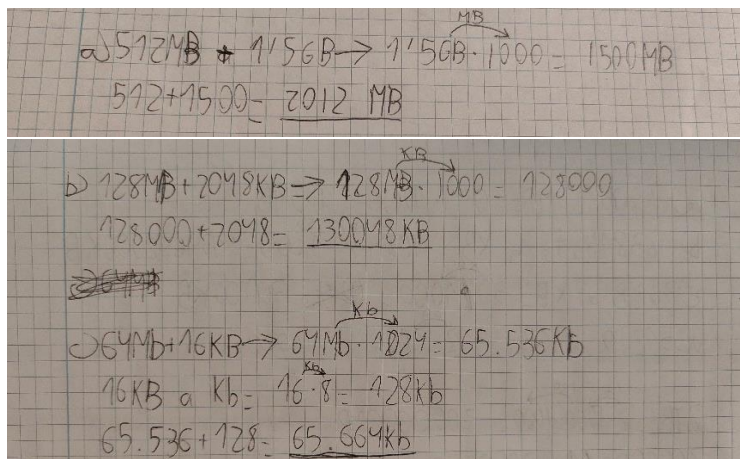 MB
a) 512MB + 1'5GB → 1'5GB · 1000 = 1500MB
512+1500= 2012 MB
KB
b) 128MB+2048KB => 128MB · 1000 = 128000
128000+2048= 130048KB
Kb
c) 64Mb+16KB → 64Mb · 1024= 65.536Kb
Kb
16KB a Kb= 16·8= 128kb
65.536+128= 65.664kb